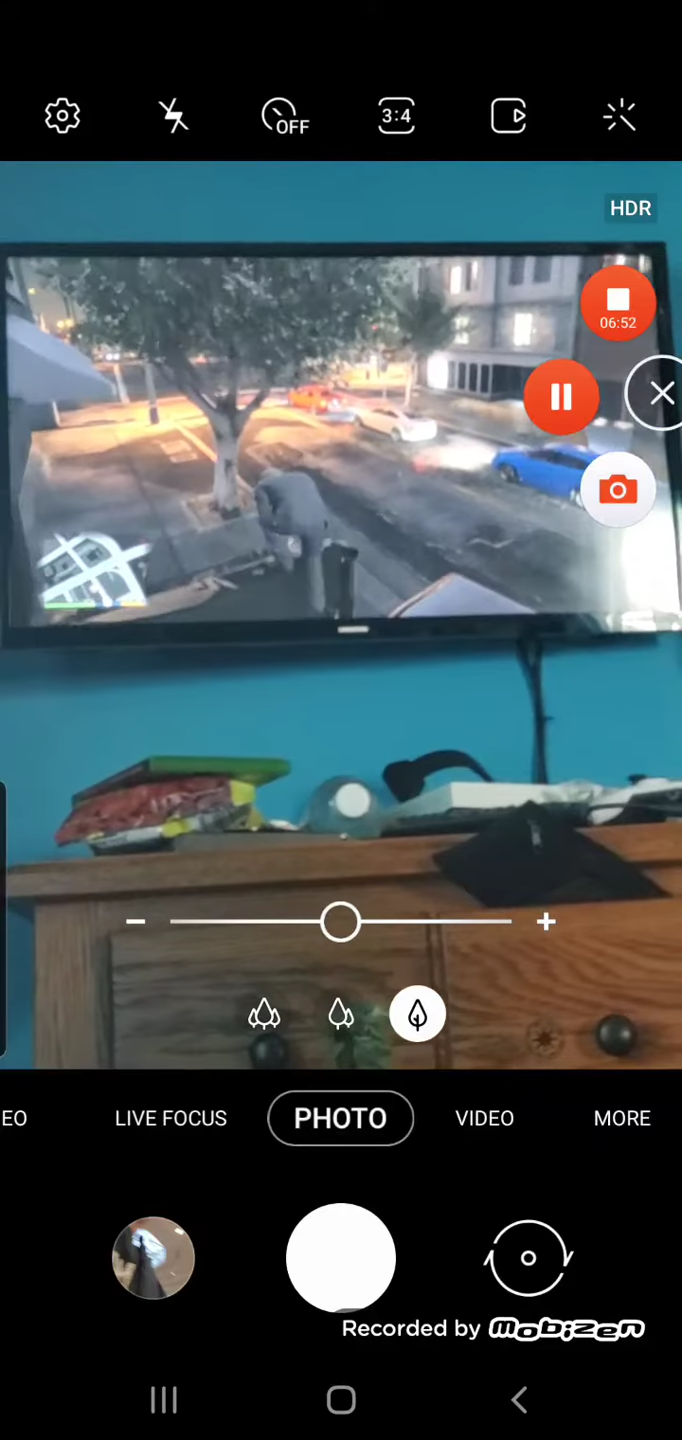 OFF
3:4
HDR
06:52
EO
LIVE FOCUS
PHOTO
VIDEO
MORE
Recorded by mobizen